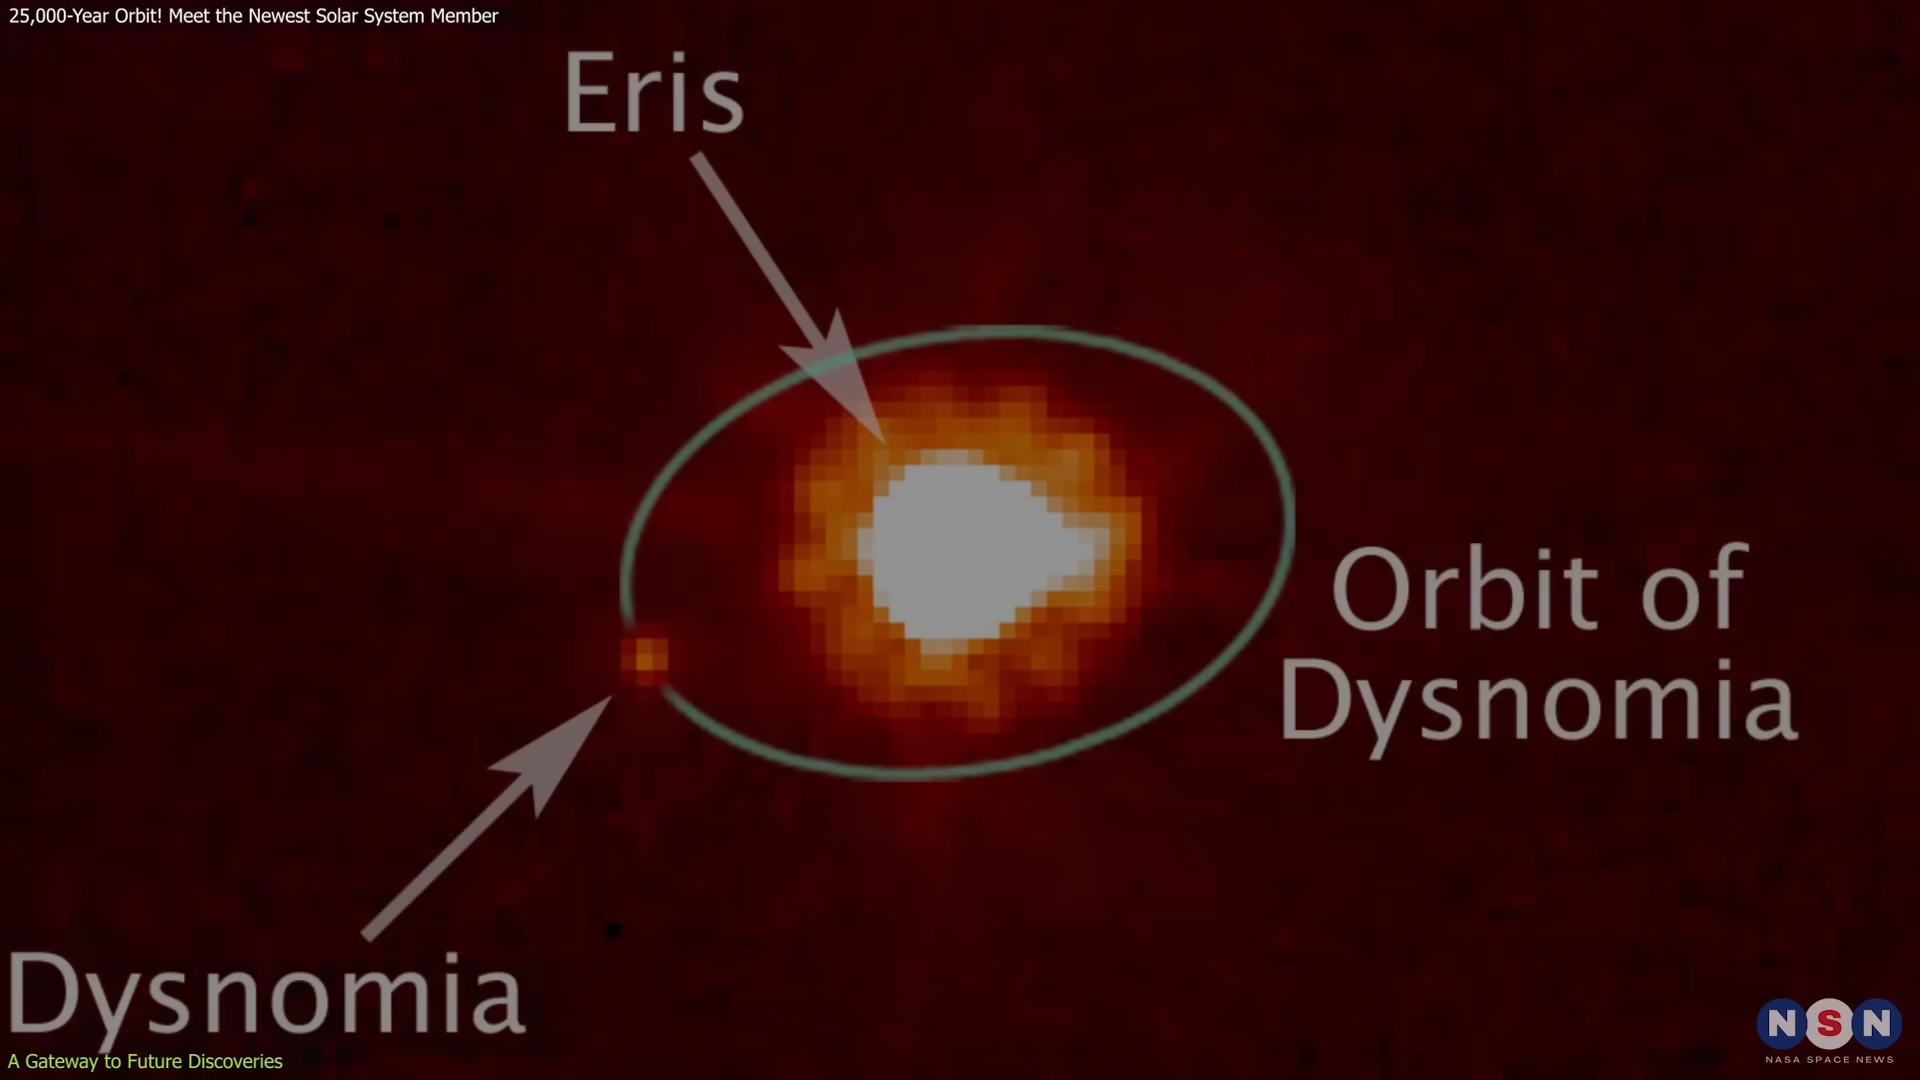 25,000-Year Orbit! Meet the Newest Solar System Member
Eris
Orbit of
Dysnomia
Dysnomia
A Gateway to Future Discoveries
NSN
NASA SPACE NEWS